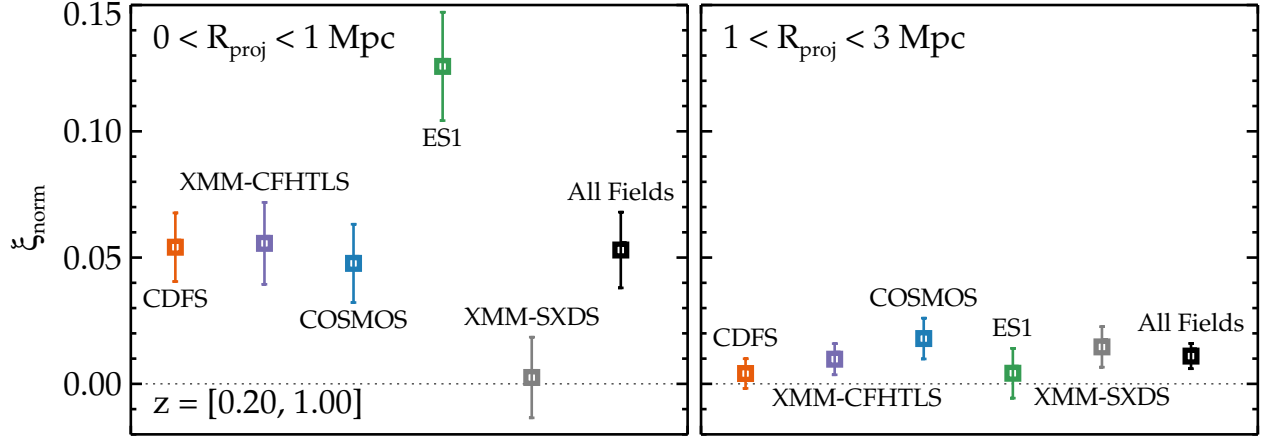 0.15
0.10
0.05
0.00
ξnorm
0 < Rproj < 1 Mpc
ES1
XMM-CFHTLS
All Fields
CDFS
COSMOS
XMM-SXDS
z = [0.20, 1.00]
1 < Rproj < 3 Mpc
COSMOS
CDFS
ES1
All Fields
XMM-CFHTLS
XMM-SXDS